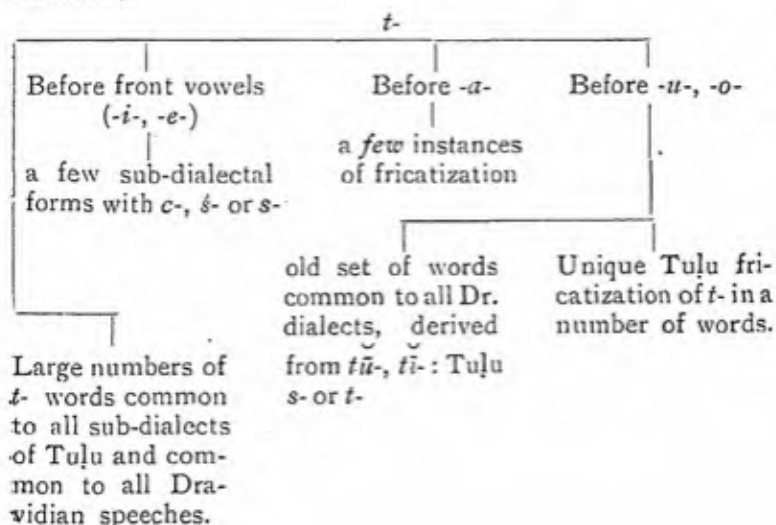 t-
Before front vowels
(-i-, -e-)
a few sub-dialectal
forms with c-, ś- or s-
Before -a-
a few instances
of fricatization
Before -u-, -o-
old set of words
common to all Dr.
dialects, derived
from tū̆-, tī̆- : Tuḷu
s- or t-
Unique Tuḷu fri-
catization of t- in a
number of words.
Large numbers of
t- words common
to all sub-dialects
of Tuḷu and com-
mon to all Dra-
vidian speeches.